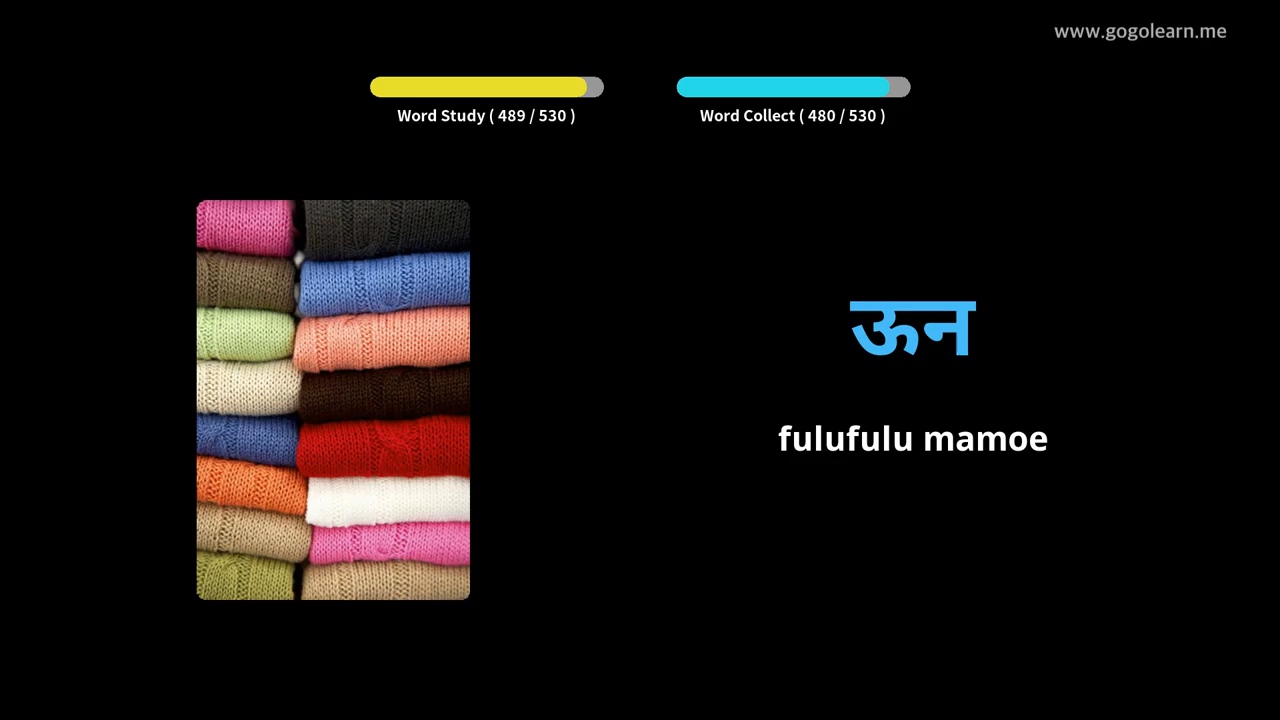 www.gogolearn.me
Word Study ( 489 / 530 )
Word Collect ( 480 / 530 )
ऊन
fulufulu mamoe